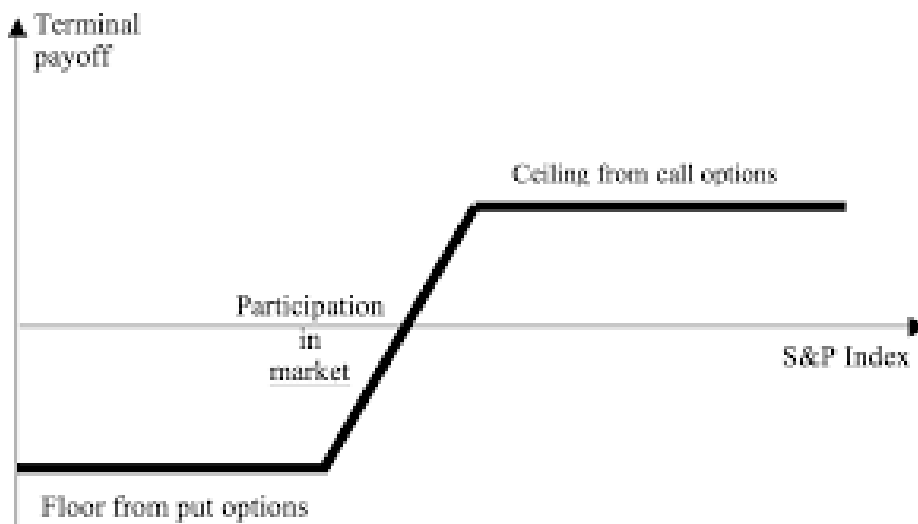 Terminal
payoff
Ceiling from call options
Participation
in
market
S&P Index
Floor from put options